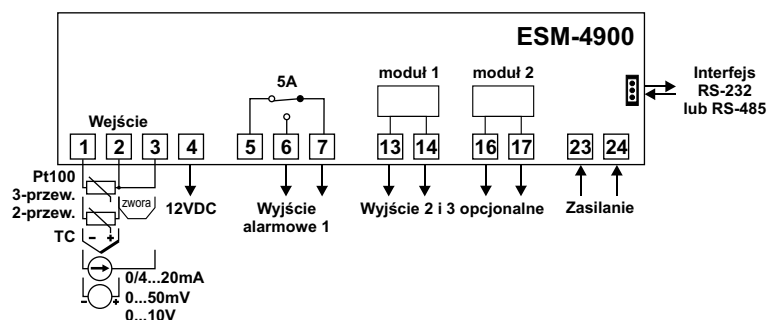 ESM-4900
5A
moduł 1
moduł 2
Interfejs
RS-232
lub RS-485
Wejście
1 2 3 4 5 6 7 13 14 16 17 23 24
Pt100
3-przew.
2-przew.
zwora
12VDC
Wyjście
alarmowe 1
Wyjście 2 i 3 opcjonalne
Zasilanie
TC
- +
0/4...20mA
- +
0...50mV
0...10V